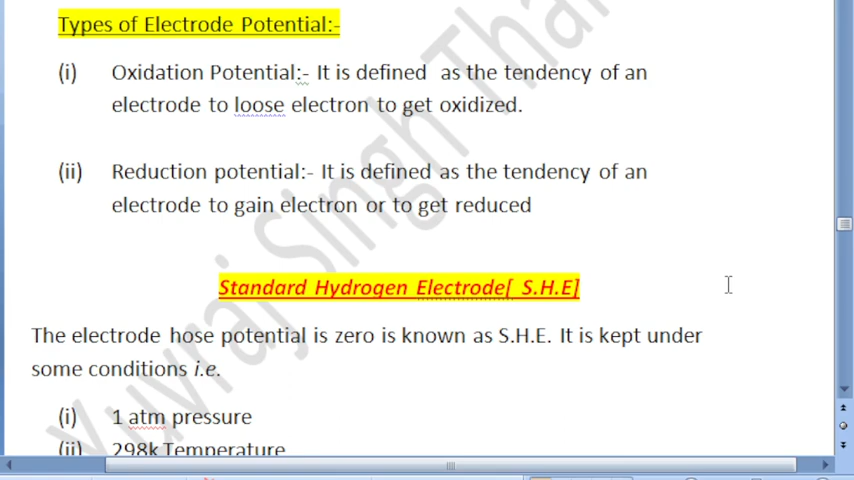 Types of Electrode Potential:-
(i) Oxidation Potential:- It is defined as the tendency of an
electrode to loose electron to get oxidized.
(ii) Reduction potential:- It is defined as the tendency of an
electrode to gain electron or to get reduced
Standard Hydrogen Electrode[ S.H.E]
The electrode hose potential is zero is known as S.H.E. It is kept under
some conditions i.e.
(i) 1 atm pressure
(ii) 298k Temperature
Yuvraj Singh